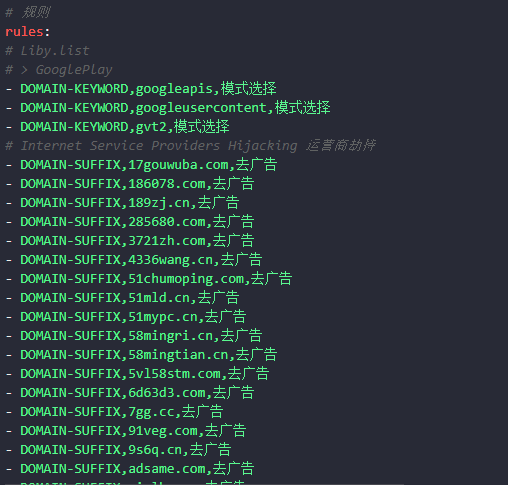 # 规则
rules:
# Liby.list
# > GooglePlay
- DOMAIN-KEYWORD,googleapis,模式选择
- DOMAIN-KEYWORD,googleusercontent,模式选择
- DOMAIN-KEYWORD,gvt2,模式选择
# Internet Service Providers Hijacking 运营商劫持
- DOMAIN-SUFFIX,17gouwuba.com,去广告
- DOMAIN-SUFFIX,186078.com,去广告
- DOMAIN-SUFFIX,189zj.cn,去广告
- DOMAIN-SUFFIX,285680.com,去广告
- DOMAIN-SUFFIX,3721zh.com,去广告
- DOMAIN-SUFFIX,4336wang.cn,去广告
- DOMAIN-SUFFIX,51chumoping.com,去广告
- DOMAIN-SUFFIX,51mld.cn,去广告
- DOMAIN-SUFFIX,51mypc.cn,去广告
- DOMAIN-SUFFIX,58mingri.cn,去广告
- DOMAIN-SUFFIX,58mingtian.cn,去广告
- DOMAIN-SUFFIX,5vl58stm.com,去广告
- DOMAIN-SUFFIX,6d63d3.com,去广告
- DOMAIN-SUFFIX,7gg.cc,去广告
- DOMAIN-SUFFIX,91veg.com,去广告
- DOMAIN-SUFFIX,9s6q.cn,去广告
- DOMAIN-SUFFIX,adsame.com,去广告